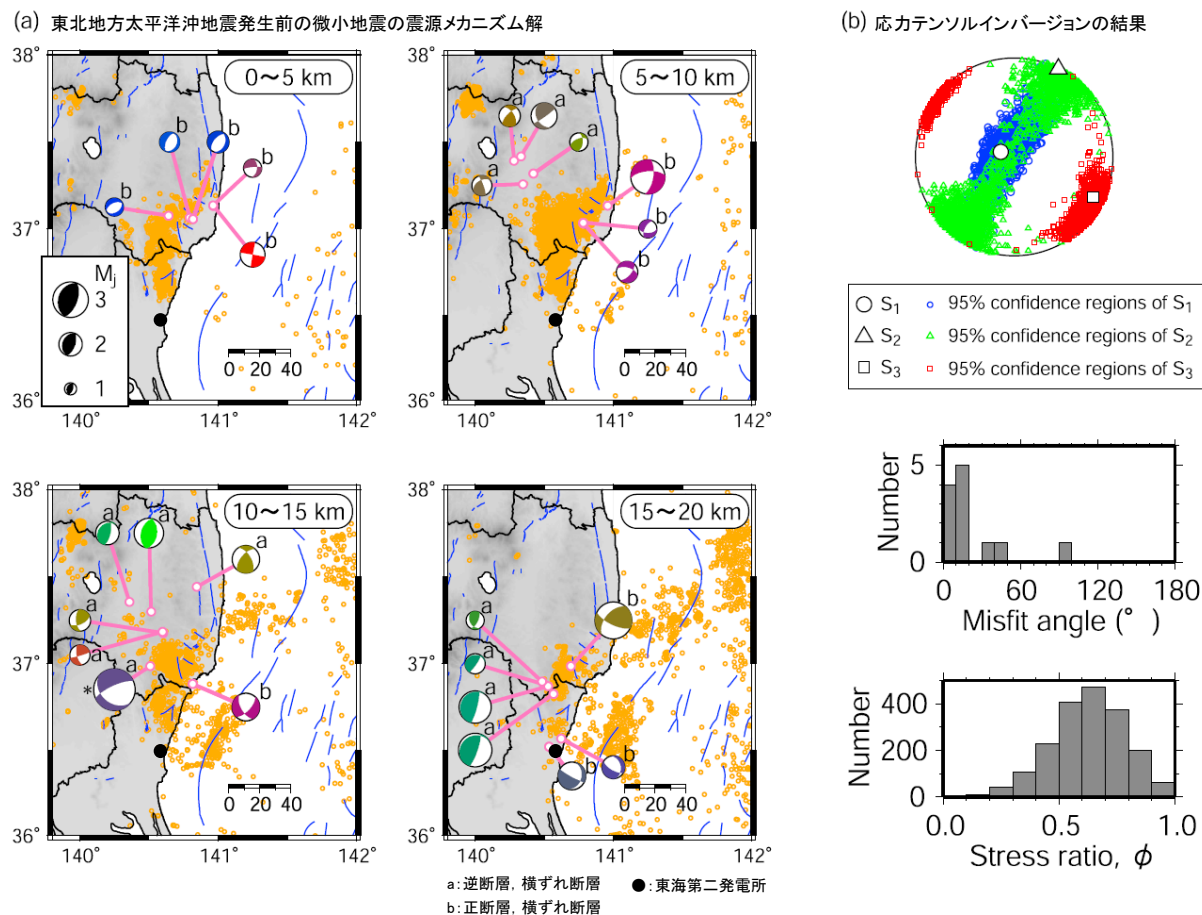 (a) 東北地方太平洋沖地震発生前の微小地震の震源メカニズム解
38°
37°
36°
0～5 km
b
b
b
b
b
Mj
3
2
1
0 20 40
140° 141° 142°
5～10 km
a
a
a
a
b
b
b
0 20 40
140° 141° 142°
38°
37°
36°
10～15 km
a
a
a
a
a
a
*
b
0 20 40
140° 141° 142°
15～20 km
a
a
a
a
b
b
b
0 20 40
140° 141° 142°
a:逆断層, 横ずれ断層 ●:東海第二発電所
b:正断層, 横ずれ断層
(b) 応力テンソルインバージョンの結果
S1 95% confidence regions of S1
S2 95% confidence regions of S2
S3 95% confidence regions of S3
Number
5
0
0 60 120 180
Misfit angle (°)
Number
400
200
0
0.0 0.5 1.0
Stress ratio, ϕ